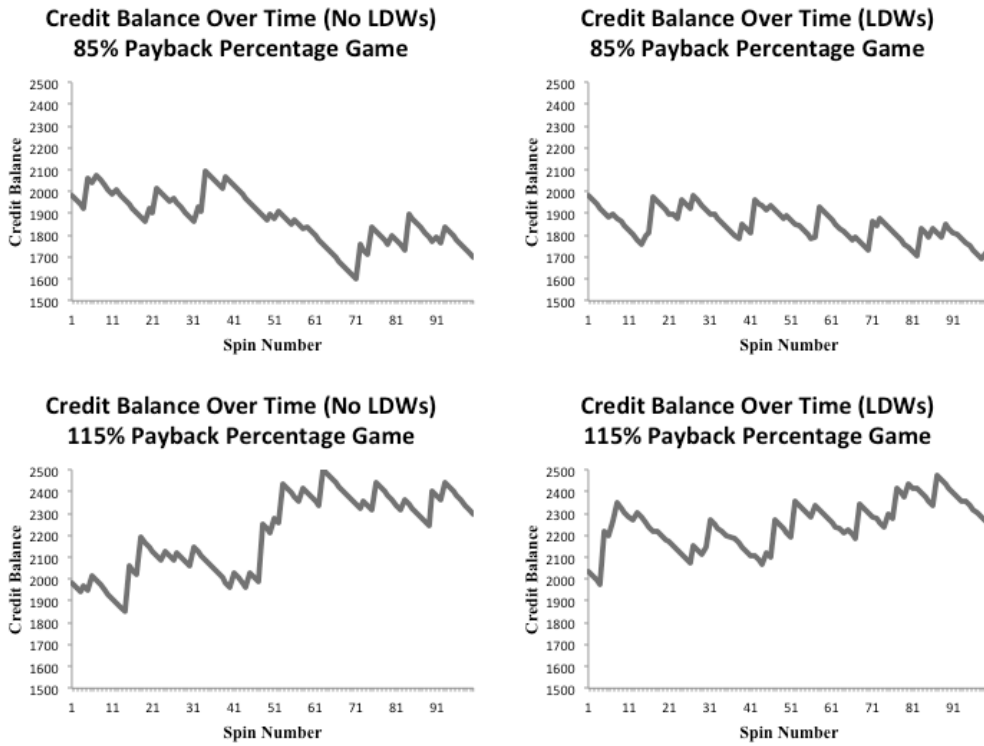 Credit Balance Over Time (No LDWs)
85% Payback Percentage Game
2500
2400
2300
2200
2100
2000
1900
1800
1700
1600
1500
Credit Balance
1 11 21 31 41 51 61 71 81 91
Spin Number
Credit Balance Over Time (LDWs)
85% Payback Percentage Game
2500
2400
2300
2200
2100
2000
1900
1800
1700
1600
1500
Credit Balance
1 11 21 31 41 51 61 71 81 91
Spin Number
Credit Balance Over Time (No LDWs)
115% Payback Percentage Game
2500
2400
2300
2200
2100
2000
1900
1800
1700
1600
1500
Credit Balance
1 11 21 31 41 51 61 71 81 91
Spin Number
Credit Balance Over Time (LDWs)
115% Payback Percentage Game
2500
2400
2300
2200
2100
2000
1900
1800
1700
1600
1500
Credit Balance
1 11 21 31 41 51 61 71 81 91
Spin Number